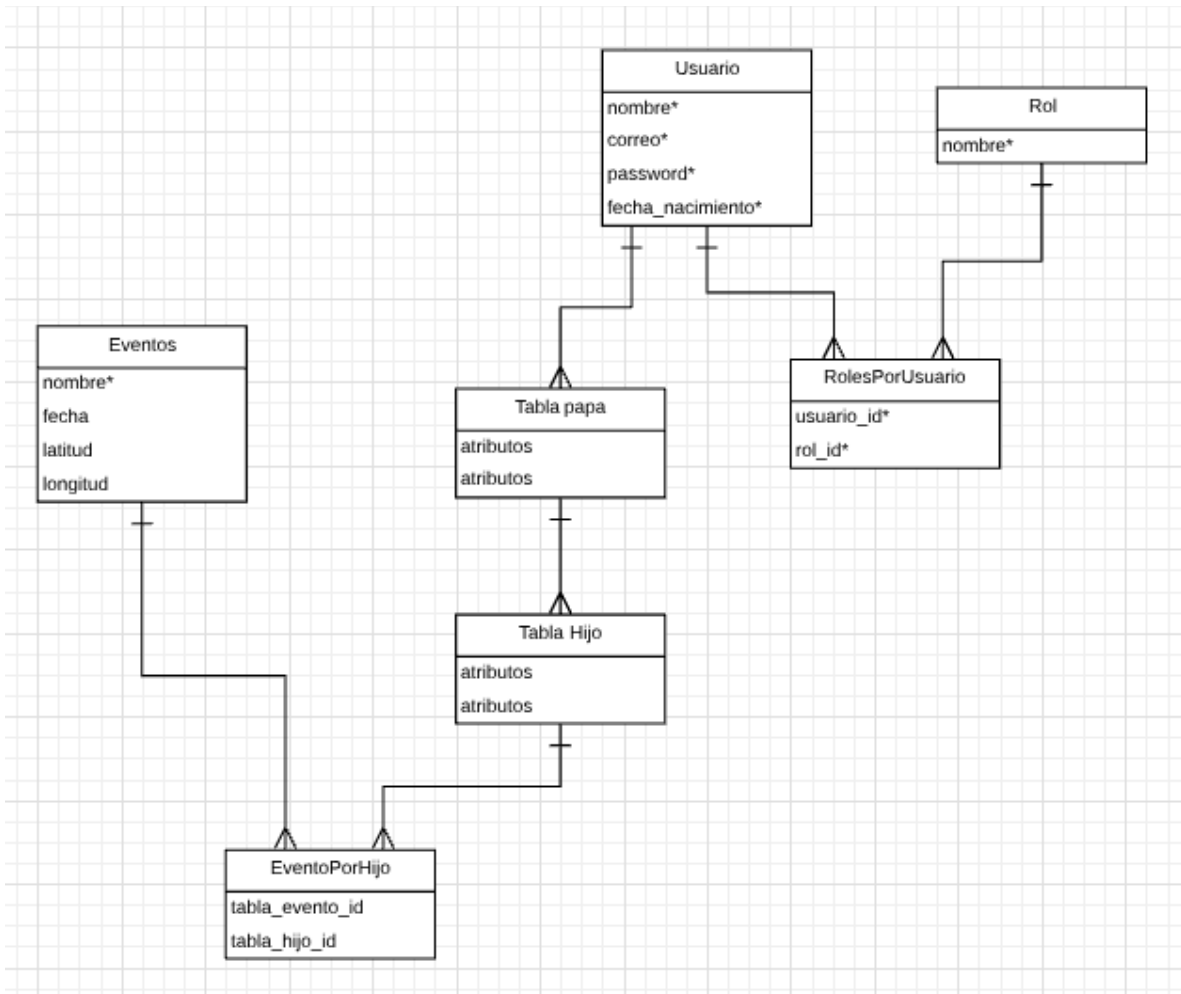 Usuario
nombre*
correo*
password*
fecha_nacimiento*
Rol
nombre*
Eventos
nombre*
fecha
latitud
longitud
Tabla papa
atributos
atributos
RolesPorUsuario
usuario_id*
rol_id*
Tabla Hijo
atributos
atributos
EventoPorHijo
tabla_evento_id
tabla_hijo_id